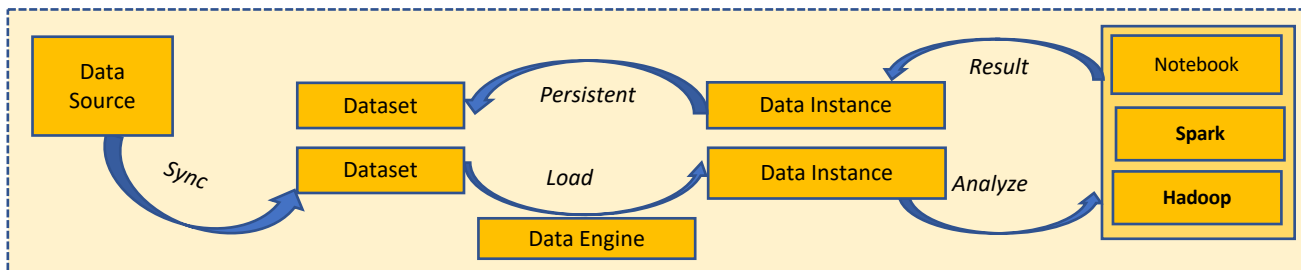 Data
Source
Sync
Dataset
Dataset
Persistent
Load
Data Engine
Data Instance
Data Instance
Result
Analyze
Notebook
Spark
Hadoop